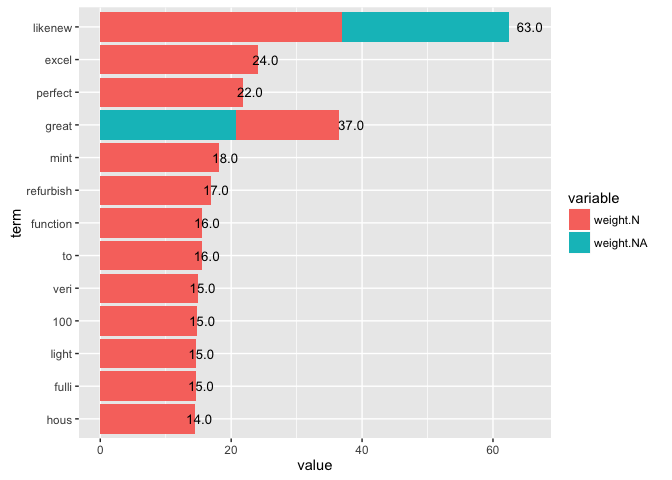 likenew 63.0
excel 24.0
perfect 22.0
great 37.0
mint 18.0
refurbish 17.0
function 16.0
to 16.0
veri 15.0
100 15.0
light 15.0
fulli 15.0
hous 14.0
term
0 20 40 60
value
variable
weight.N
weight.NA